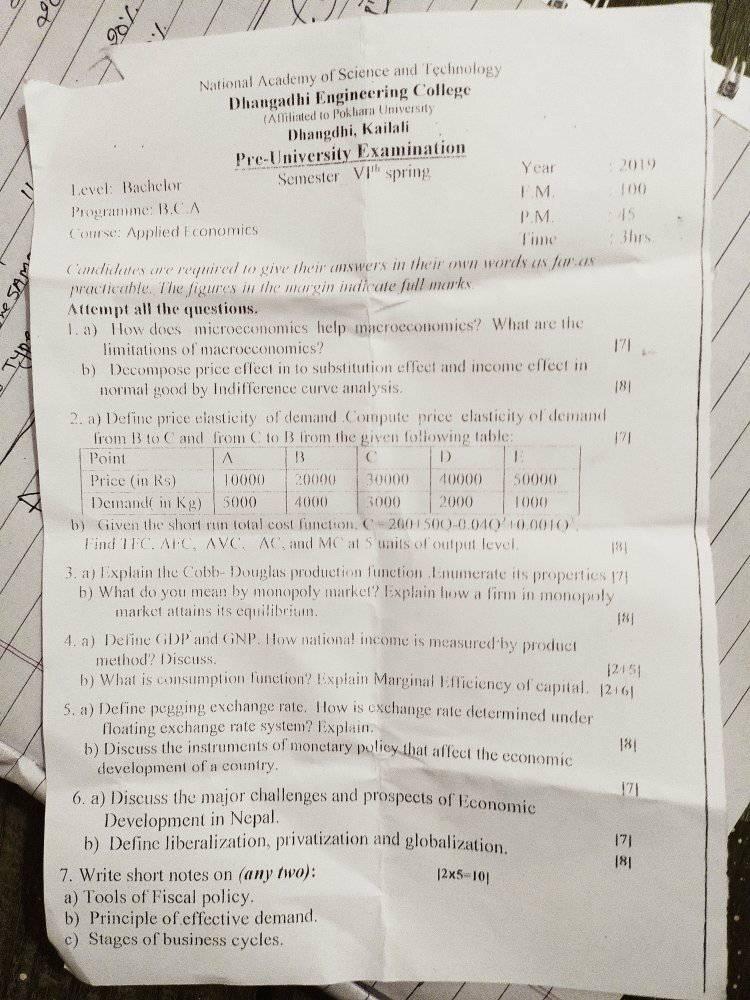 90%
National Academy of Science and Technology
Dhangadhi Engineering College
(Affiliated to Pokhara University
Dhangdhi, Kailali
Pre-University Examination
Semester VIth spring
Level: Bachelor
Programme: B.C.A
Course: Applied Economics
Year : 2019
F.M. : 100
P.M. : 45
Time : 3hrs.
Candidates are required to give their answers in their own words as far as
practicable. The figures in the margin indicate full marks.
Attempt all the questions.
1. a) How does microeconomics help macroeconomics? What are the
limitations of macroeconomics? [7]
b) Decompose price effect in to substitution effect and income effect in
normal good by Indifference curve analysis. [8]
2. a) Define price elasticity of demand .Compute price elasticity of demand
from B to C and from C to B from the given following table: [7]
Point A B C D E
Price (in Rs) 10000 20000 30000 40000 50000
Demand( in Kg) 5000 4000 3000 2000 1000
b) Given the short run total cost function, C = 200+50Q-0.04Q²+0.001Q³.
Find TFC, AFC, AVC, AC, and MC at 5 units of output level. [8]
3. a) Explain the Cobb- Douglas production function .Enumerate its properties [7]
b) What do you mean by monopoly market? Explain how a firm in monopoly
market attains its equilibrium. [8]
4. a) Define GDP and GNP. How national income is measured by product
method? Discuss. [2+5]
b) What is consumption function? Explain Marginal Efficiency of capital. [2+6]
5. a) Define pegging exchange rate. How is exchange rate determined under
floating exchange rate system? Explain. [8]
b) Discuss the instruments of monetary policy that affect the economic
development of a country. [7]
6. a) Discuss the major challenges and prospects of Economic
Development in Nepal. [7]
b) Define liberalization, privatization and globalization. [8]
7. Write short notes on (any two): [2x5=10]
a) Tools of Fiscal policy.
b) Principle of effective demand.
c) Stages of business cycles.